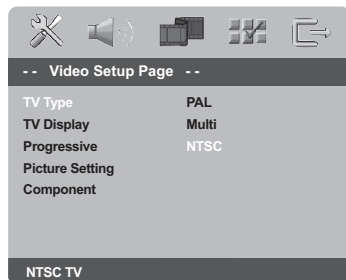 -- Video Setup Page --
TV Type PAL
TV Display Multi
Progressive NTSC
Picture Setting
Component
NTSC TV